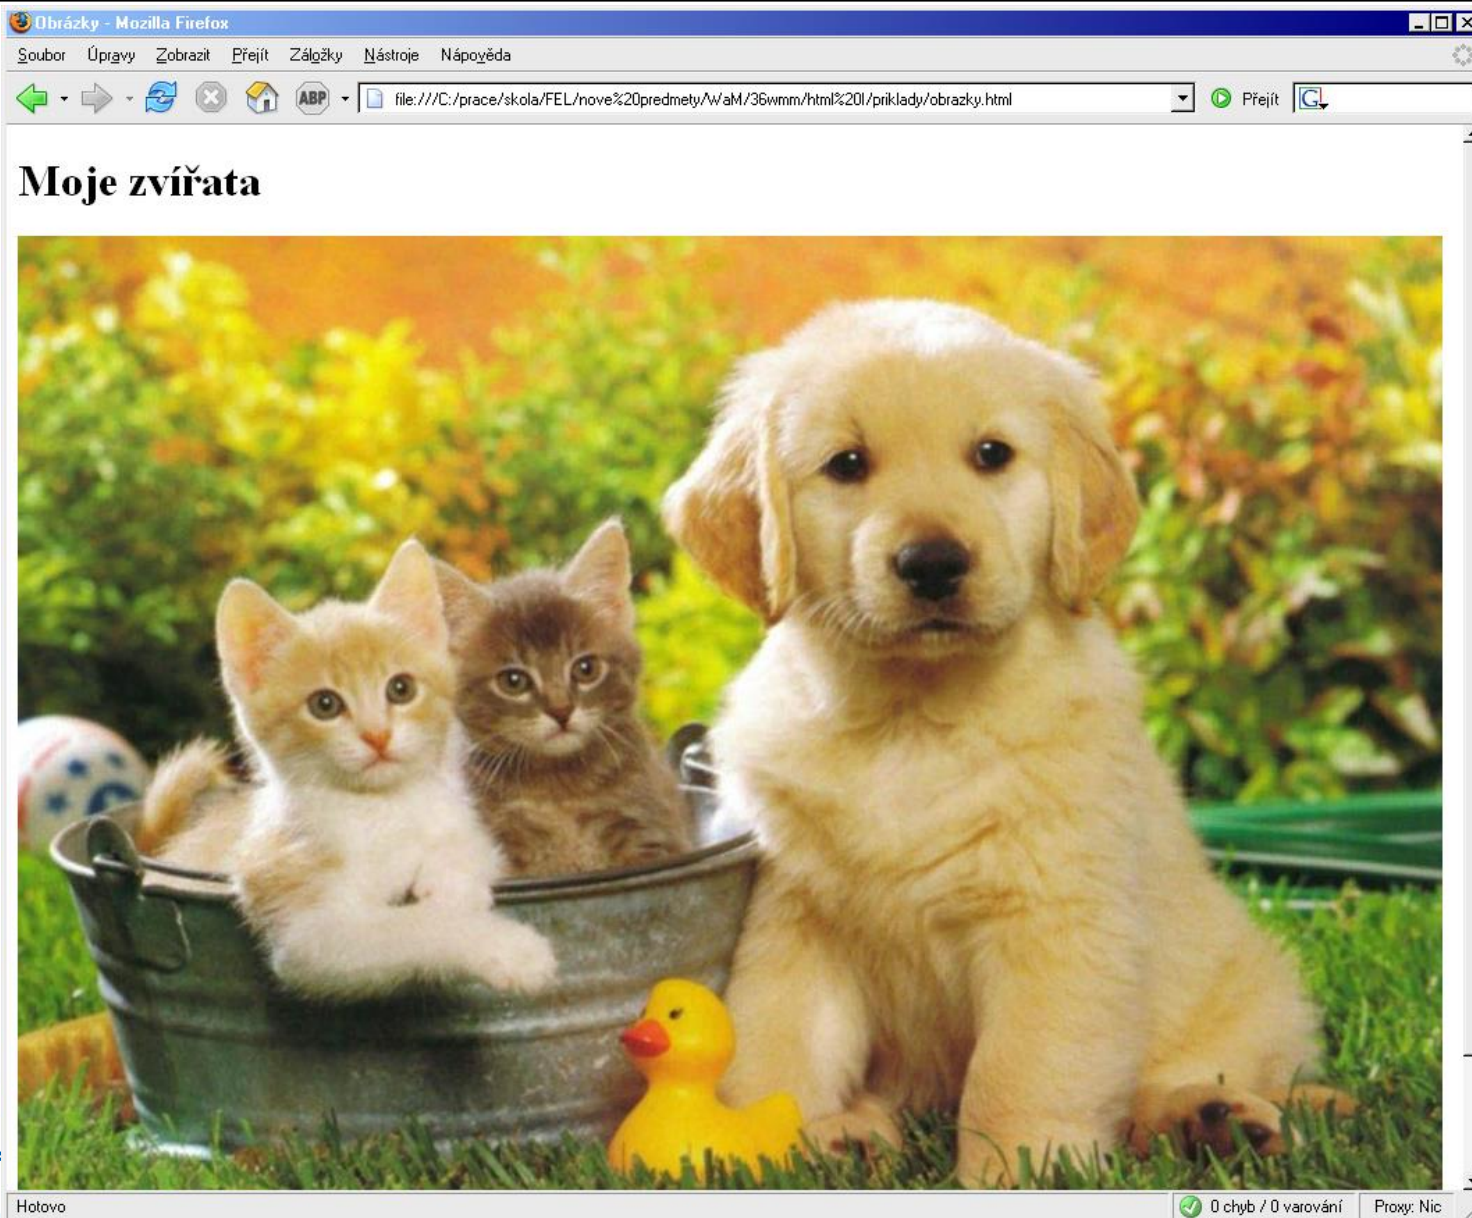 Obrázky - Mozilla Firefox
Soubor Úpravy Zobrazit Přejít Záložky Nástroje Nápověda
ABP file:///C:/prace/skola/FEL/nove%20predmety/WaM/36wmm/html%20I/priklady/obrazky.html Přejít G
Moje zvířata
Hotovo 0 chyb / 0 varování Proxy: Nic